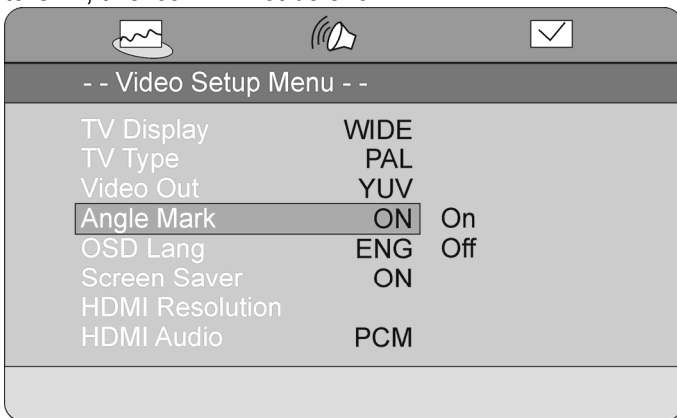 - - Video Setup Menu - -
TV Display WIDE
TV Type PAL
Video Out YUV
Angle Mark ON On
OSD Lang ENG Off
Screen Saver ON
HDMI Resolution
HDMI Audio PCM